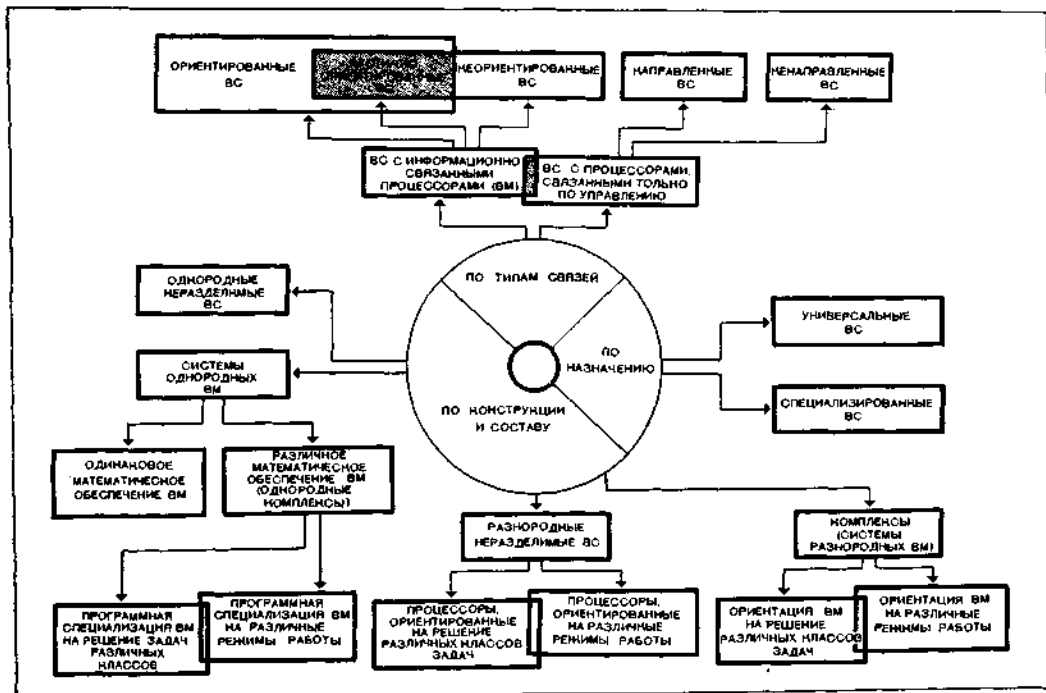 ОРИЕНТИРОВАННЫЕ
ВС
ВС
НЕОРИЕНТИРОВАННЫЕ
ВС
НАПРАВЛЕННЫЕ
ВС
НЕНАПРАВЛЕННЫЕ
ВС
ВС С ИНФОРМАЦИОННО
СВЯЗАННЫМИ
ПРОЦЕССОРАМИ (ВМ)
ВС С ПРОЦЕССОРАМИ,
СВЯЗАННЫМИ ТОЛЬКО
ПО УПРАВЛЕНИЮ
ПО ТИПАМ СВЯЗЕЙ
ПО
НАЗНАЧЕНИЮ
ПО КОНСТРУКЦИИ
И СОСТАВУ
ОДНОРОДНЫЕ
НЕРАЗДЕЛИМЫЕ
ВС
СИСТЕМЫ
ОДНОРОДНЫХ
ВМ
УНИВЕРСАЛЬНЫЕ
ВС
СПЕЦИАЛИЗИРОВАННЫЕ
ВС
ОДИНАКОВОЕ
МАТЕМАТИЧЕСКОЕ
ОБЕСПЕЧЕНИЕ ВМ
РАЗЛИЧНОЕ
МАТЕМАТИЧЕСКОЕ
ОБЕСПЕЧЕНИЕ ВМ
(ОДНОРОДНЫЕ
КОМПЛЕКСЫ)
РАЗНОРОДНЫЕ
НЕРАЗДЕЛИМЫЕ ВС
КОМПЛЕКСЫ
(СИСТЕМЫ
РАЗНОРОДНЫХ ВМ)
ПРОГРАММНАЯ
СПЕЦИАЛИЗАЦИЯ ВМ
НА РЕШЕНИЕ ЗАДАЧ
РАЗЛИЧНЫХ
КЛАССОВ
ПРОГРАММНАЯ
СПЕЦИАЛИЗАЦИЯ ВМ
НА РАЗЛИЧНЫЕ
РЕЖИМЫ РАБОТЫ
ПРОЦЕССОРЫ,
ОРИЕНТИРОВАННЫЕ
НА РЕШЕНИЕ
РАЗЛИЧНЫХ КЛАССОВ
ЗАДАЧ
ПРОЦЕССОРЫ,
ОРИЕНТИРОВАННЫЕ
НА РАЗЛИЧНЫЕ
РЕЖИМЫ РАБОТЫ
ОРИЕНТАЦИЯ ВМ
НА РЕШЕНИЕ
РАЗЛИЧНЫХ КЛАССОВ
ЗАДАЧ
ОРИЕНТАЦИЯ ВМ
НА РАЗЛИЧНЫЕ
РЕЖИМЫ РАБОТЫ